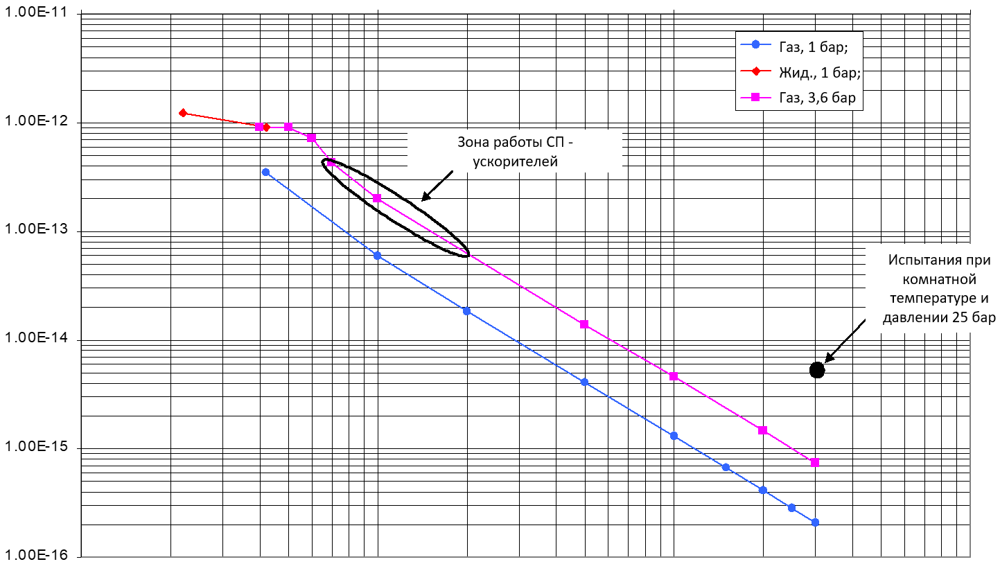 1.00E-11
1.00E-12
1.00E-13
1.00E-14
1.00E-15
1.00E-16
Газ, 1 бар;
Жид., 1 бар;
Газ, 3,6 бар
Зона работы СП -
ускорителей
Испытания при
комнатной
температуре и
давлении 25 бар